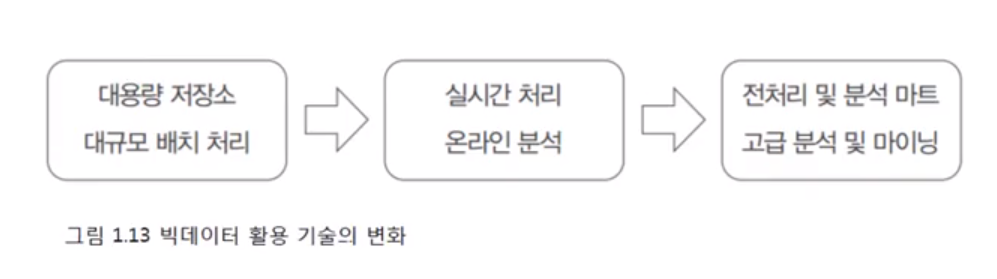 대용량 저장소
대규모 배치 처리
실시간 처리
온라인 분석
전처리 및 분석 마트
고급 분석 및 마이닝
그림 1.13 빅데이터 활용 기술의 변화